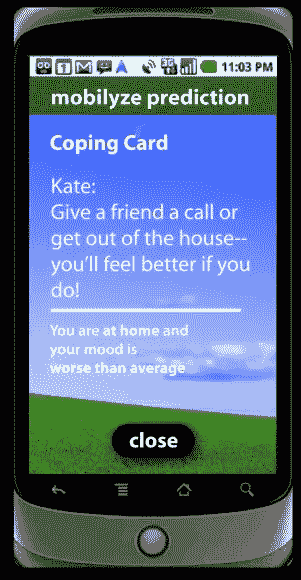 11:03 PM
mobilyze prediction
Coping Card
Kate:
Give a friend a call or
get out of the house--
you'll feel better if you
do!
You are at home and
your mood is
worse than average
close